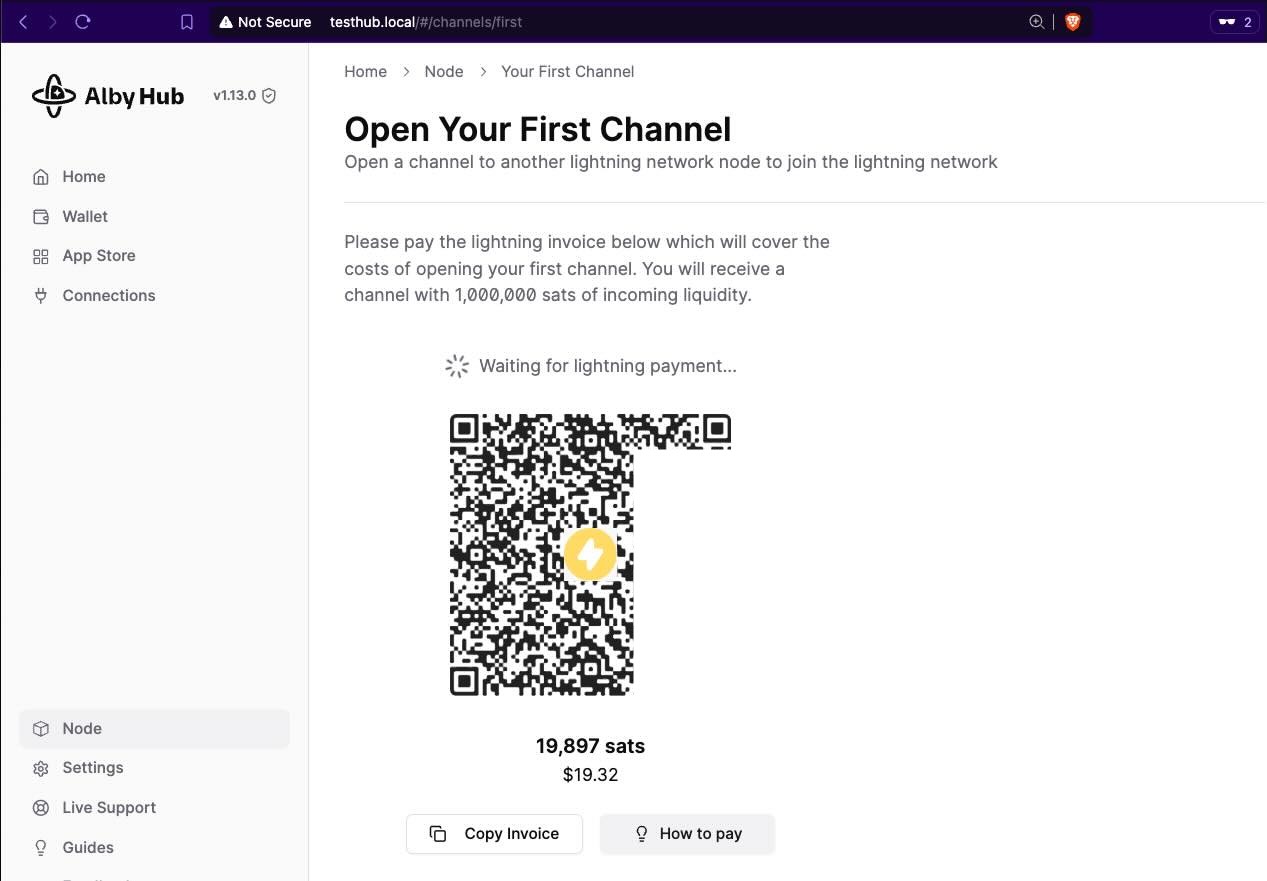 Not Secure testhub.local/#/channels/first 2
Alby Hub v1.13.0
Home
Wallet
App Store
Connections
Node
Settings
Live Support
Guides
Home > Node > Your First Channel
Open Your First Channel
Open a channel to another lightning network node to join the lightning network
Please pay the lightning invoice below which will cover the
costs of opening your first channel. You will receive a
channel with 1,000,000 sats of incoming liquidity.
Waiting for lightning payment...
19,897 sats
$19.32
Copy Invoice
How to pay